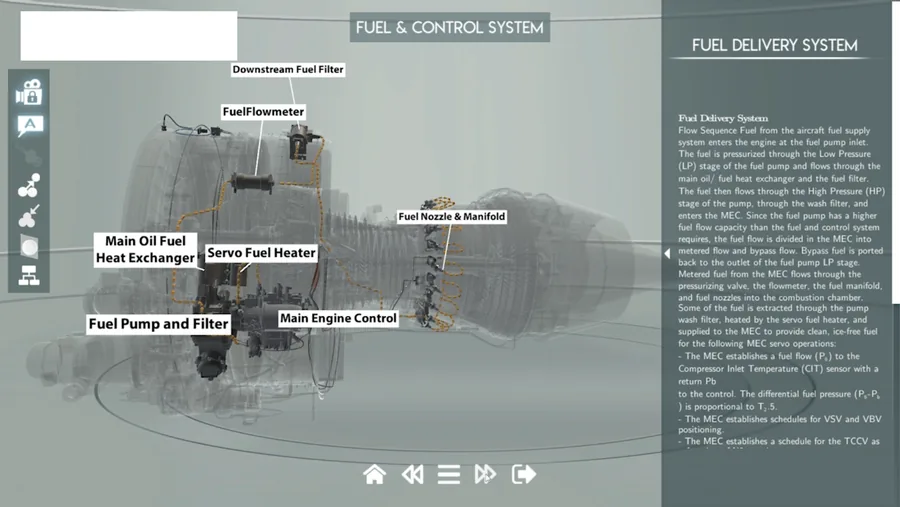 FUEL & CONTROL SYSTEM
FUEL DELIVERY SYSTEM
Downstream Fuel Filter
FuelFlowmeter
Fuel Nozzle & Manifold
Main Oil Fuel
Heat Exchanger
Servo Fuel Heater
Fuel Pump and Filter
Main Engine Control
A
Fuel Delivery System
Flow Sequence Fuel from the aircraft fuel supply
system enters the engine at the fuel pump inlet.
The fuel is pressurized through the Low Pressure
(LP) stage of the fuel pump and flows through the
main oil/ fuel heat exchanger and the fuel filter.
The fuel then flows through the High Pressure (HP)
stage of the pump, through the wash filter, and
enters the MEC. Since the fuel pump has a higher
fuel flow capacity than the fuel and control system
requires, the fuel flow is divided in the MEC into
metered flow and bypass flow. Bypass fuel is ported
back to the outlet of the fuel pump LP stage.
Metered fuel from the MEC flows through the
pressurizing valve, the flowmeter, the fuel manifold,
and fuel nozzles into the combustion chamber.
Some of the fuel is extracted through the pump
wash filter, heated by the servo fuel heater, and
supplied to the MEC to provide clean, ice-free fuel
for the following MEC servo operations:
- The MEC establishes a fuel flow (P₆) to the
Compressor Inlet Temperature (CIT) sensor with a
return Pb
to the control. The differential fuel pressure (P₆-P₆
) is proportional to T₂.5.
- The MEC establishes schedules for VSV and VBV
positioning.
- The MEC establishes a schedule for the TCCV as